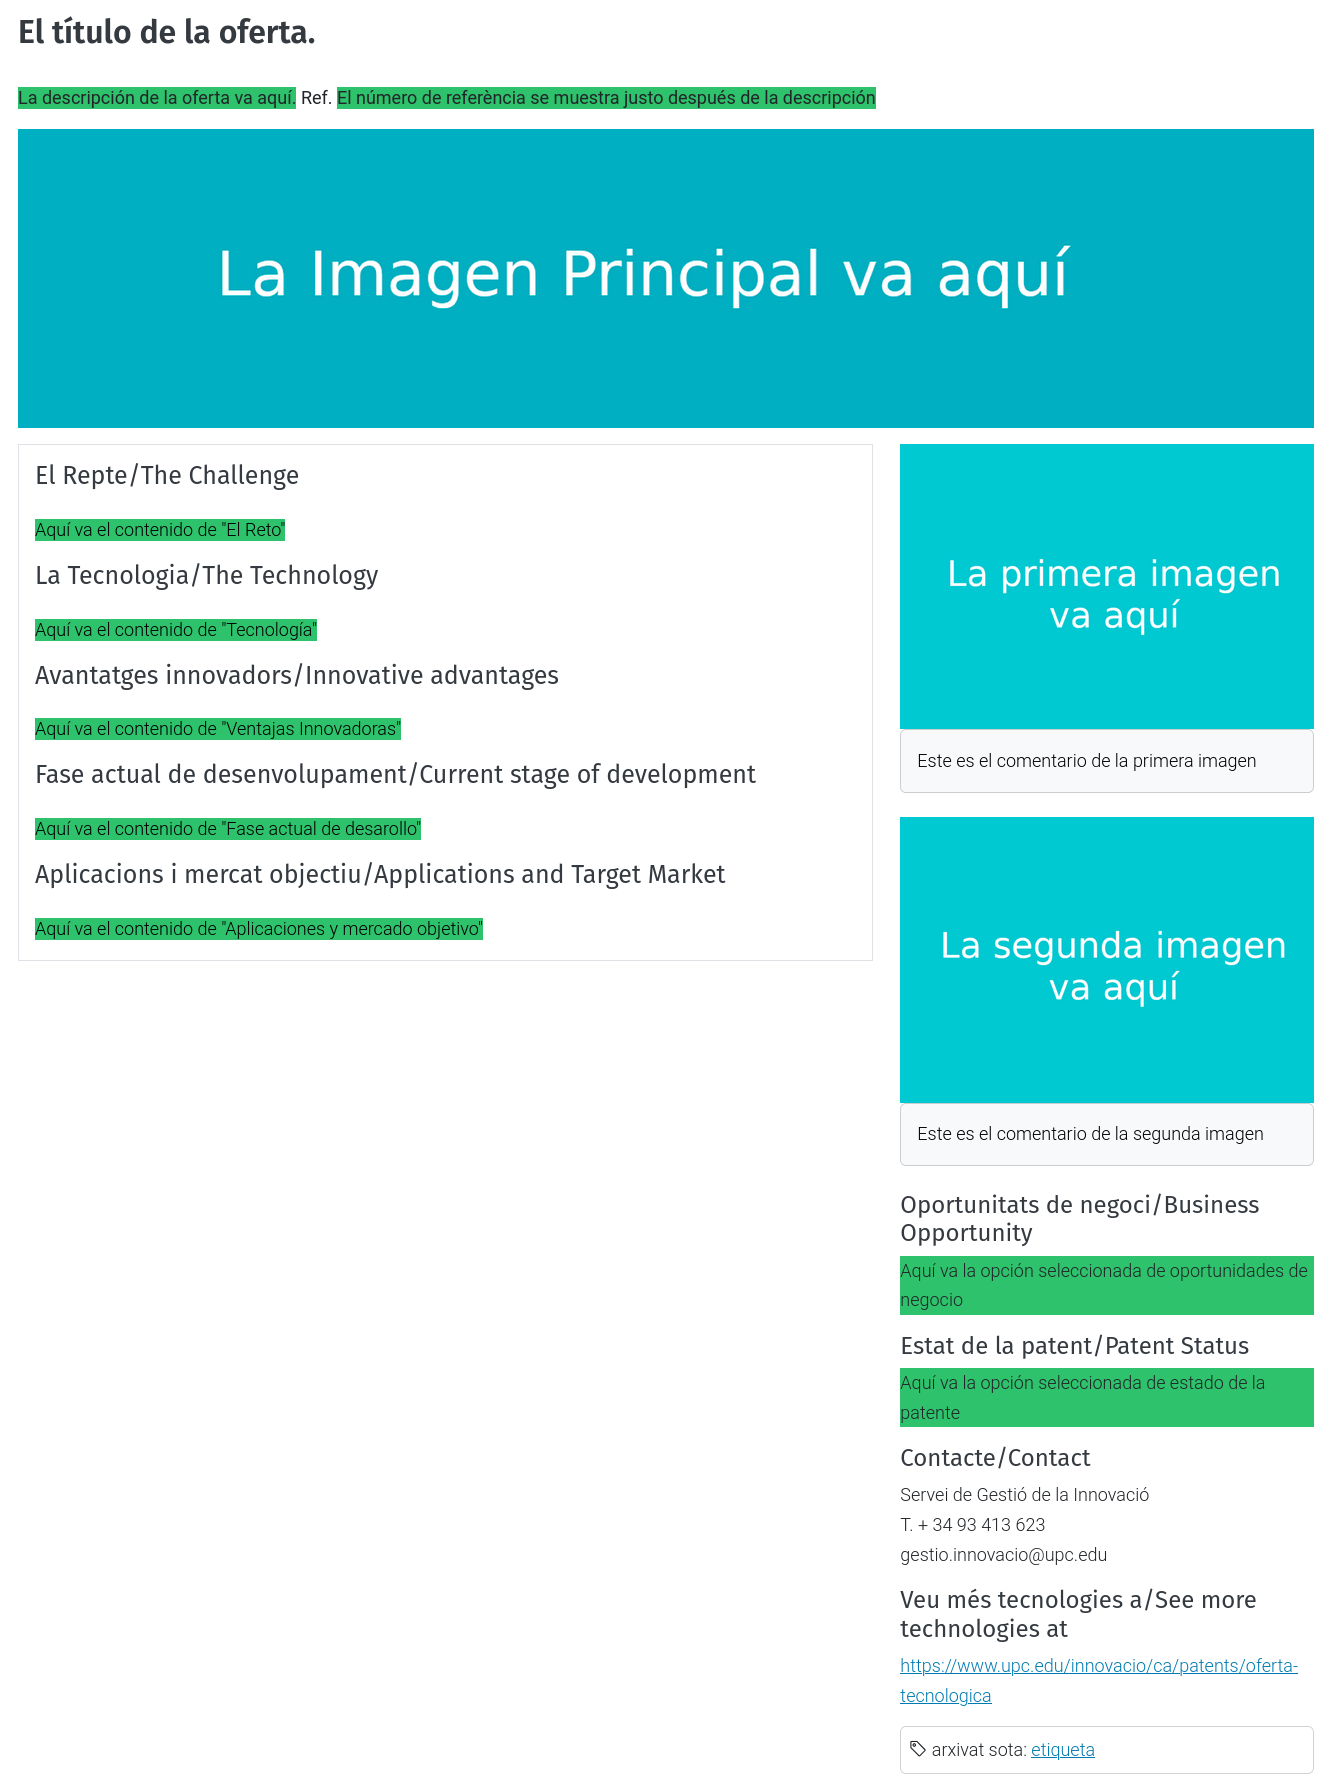 El título de la oferta.
La descripción de la oferta va aquí. Ref. El número de referència se muestra justo después de la descripción
La Imagen Principal va aquí
El Repte/The Challenge
Aquí va el contenido de "El Reto"
La Tecnologia/The Technology
Aquí va el contenido de "Tecnología"
Avantatges innovadors/Innovative advantages
Aquí va el contenido de "Ventajas Innovadoras"
Fase actual de desenvolupament/Current stage of development
Aquí va el contenido de "Fase actual de desarollo"
Aplicacions i mercat objectiu/Applications and Target Market
Aquí va el contenido de "Aplicaciones y mercado objetivo"
La primera imagen
va aquí
Este es el comentario de la primera imagen
La segunda imagen
va aquí
Este es el comentario de la segunda imagen
Oportunitats de negoci/Business
Opportunity
Aquí va la opción seleccionada de oportunidades de
negocio
Estat de la patent/Patent Status
Aquí va la opción seleccionada de estado de la
patente
Contacte/Contact
Servei de Gestió de la Innovació
T. + 34 93 413 623
gestio.innovacio@upc.edu
Veu més tecnologies a/See more
technologies at
https://www.upc.edu/innovacio/ca/patents/oferta-
tecnologica
arxivat sota: etiqueta